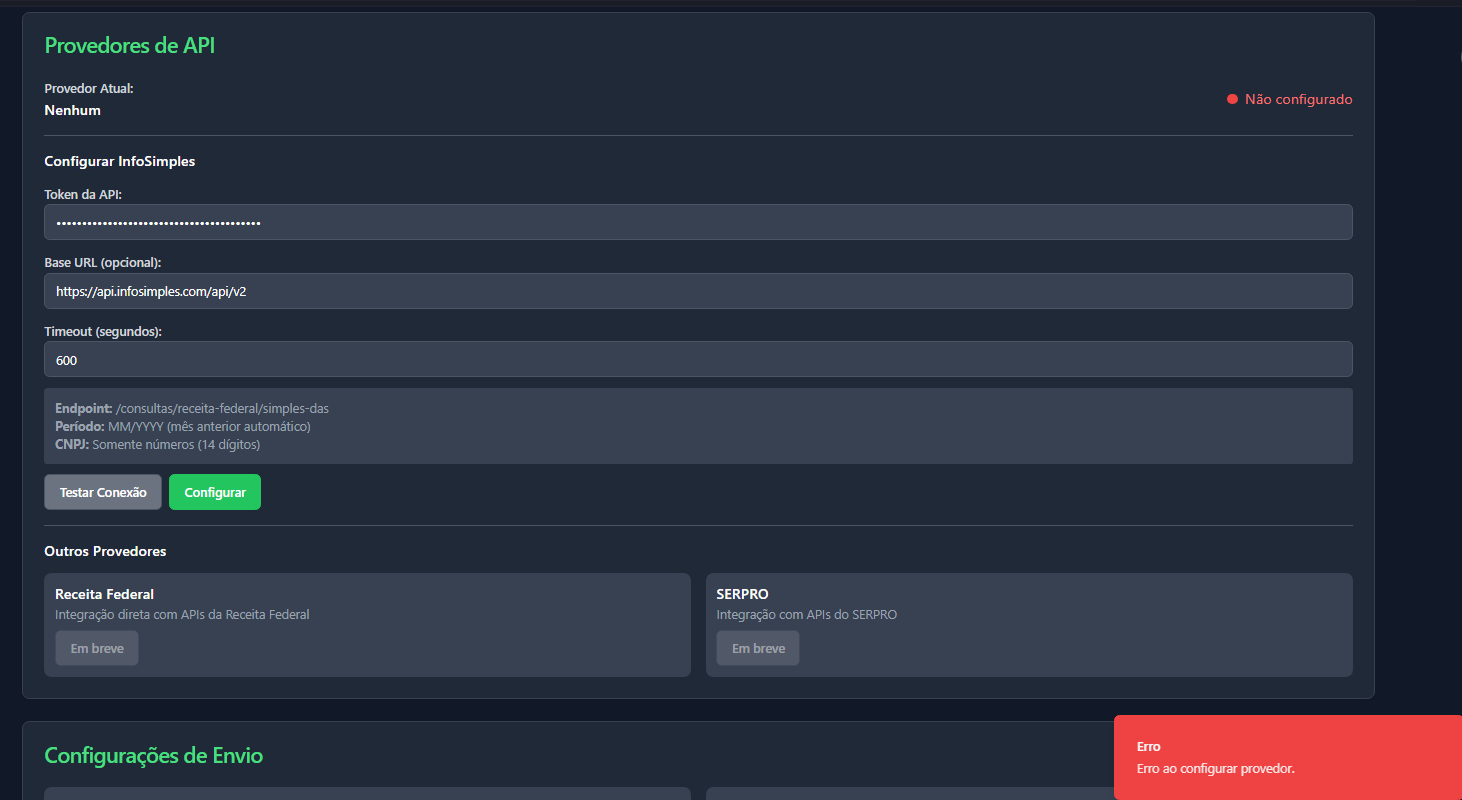 Provedores de API
Provedor Atual:
Nenhum
Não configurado
Configurar InfoSimples
Token da API:
••••••••••••••••••••••••••••••••••••••••
Base URL (opcional):
https://api.infosimples.com/api/v2
Timeout (segundos):
600
Endpoint: /consultas/receita-federal/simples-das
Período: MM/YYYY (mês anterior automático)
CNPJ: Somente números (14 dígitos)
Testar Conexão
Configurar
Outros Provedores
Receita Federal
Integração direta com APIs da Receita Federal
Em breve
SERPRO
Integração com APIs do SERPRO
Em breve
Configurações de Envio
Erro
Erro ao configurar provedor.